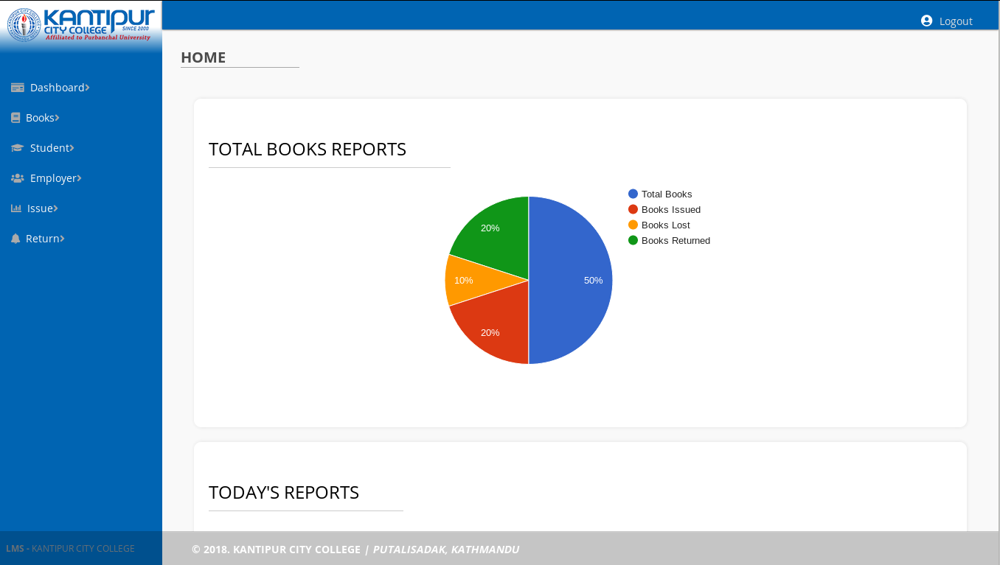 KANTIPUR
CITY COLLEGE SINCE 2000
Affiliated to Purbanchal University
Logout
HOME
Dashboard
Books
Student
Employer
Issue
Return
TOTAL BOOKS REPORTS
Total Books
Books Issued
Books Lost
Books Returned
20%
10%
50%
20%
TODAY'S REPORTS
LMS - KANTIPUR CITY COLLEGE
© 2018. KANTIPUR CITY COLLEGE | PUTALISADAK, KATHMANDU